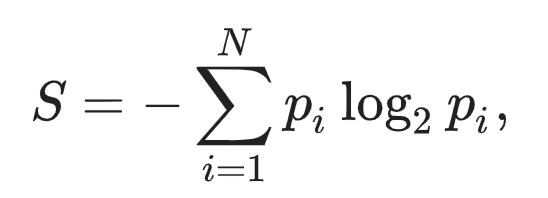 S = − ∑_{i=1}^{N} p_i log_2 p_i,